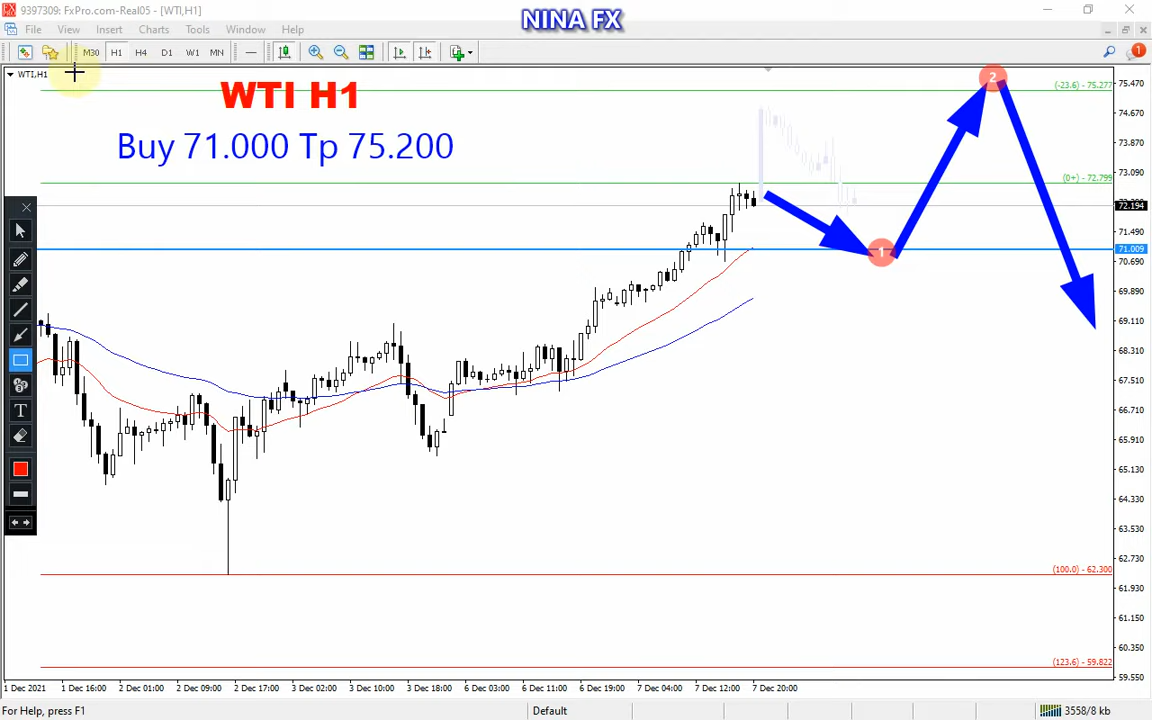 9397309: FxPro.com-Real05 - [WTI,H1]
NINA FX
File View Insert Charts Tools Window Help
M30 H1 H4 D1 W1 MN
1
WTI,H1
WTI H1
Buy 71.000 Tp 75.200
2
1
(-23.6) - 75.277
(0+) - 72.799
(100.0) - 62.300
(123.6) - 59.822
75.470
74.670
73.870
73.090
72.194
71.490
71.009
70.690
69.890
69.110
68.310
67.510
66.710
65.910
65.130
64.330
63.530
62.730
61.930
61.150
60.350
59.550
T
1 Dec 2021 1 Dec 16:00 2 Dec 01:00 2 Dec 09:00 2 Dec 17:00 3 Dec 02:00 3 Dec 10:00 3 Dec 18:00 6 Dec 03:00 6 Dec 11:00 6 Dec 19:00 7 Dec 04:00 7 Dec 12:00 7 Dec 20:00
For Help, press F1
Default
3558/8 kb